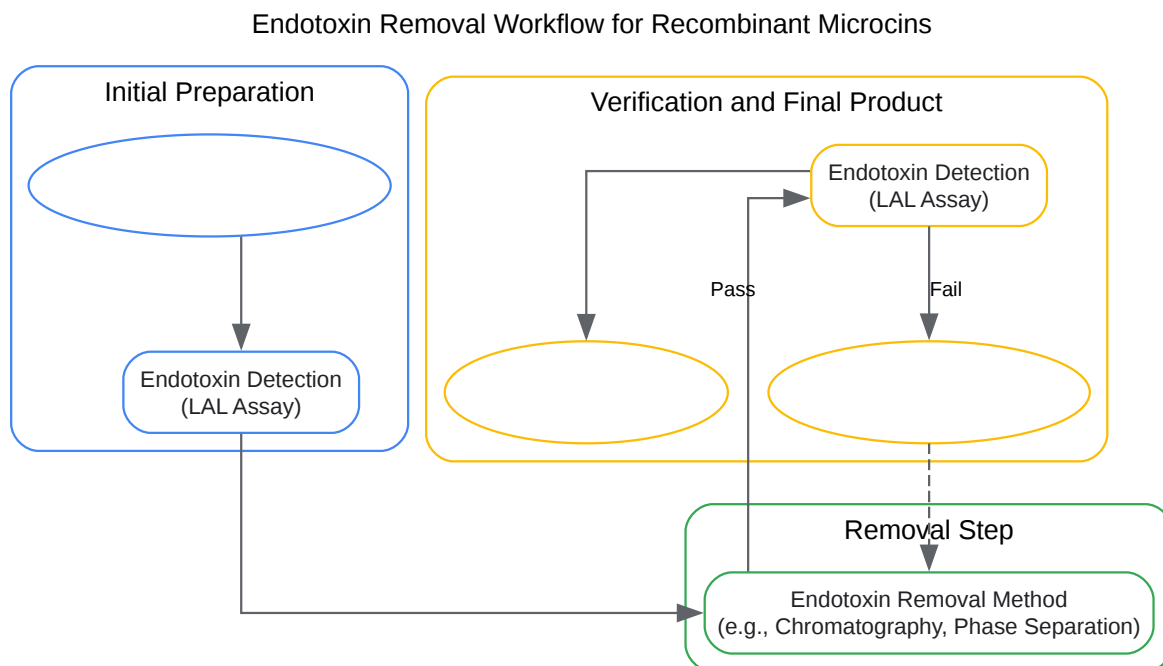 Endotoxin Removal Workflow for Recombinant Microcins
Initial Preparation
Endotoxin Detection
(LAL Assay)
Verification and Final Product
Endotoxin Detection
(LAL Assay)
Pass
Fail
Removal Step
Endotoxin Removal Method
(e.g., Chromatography, Phase Separation)